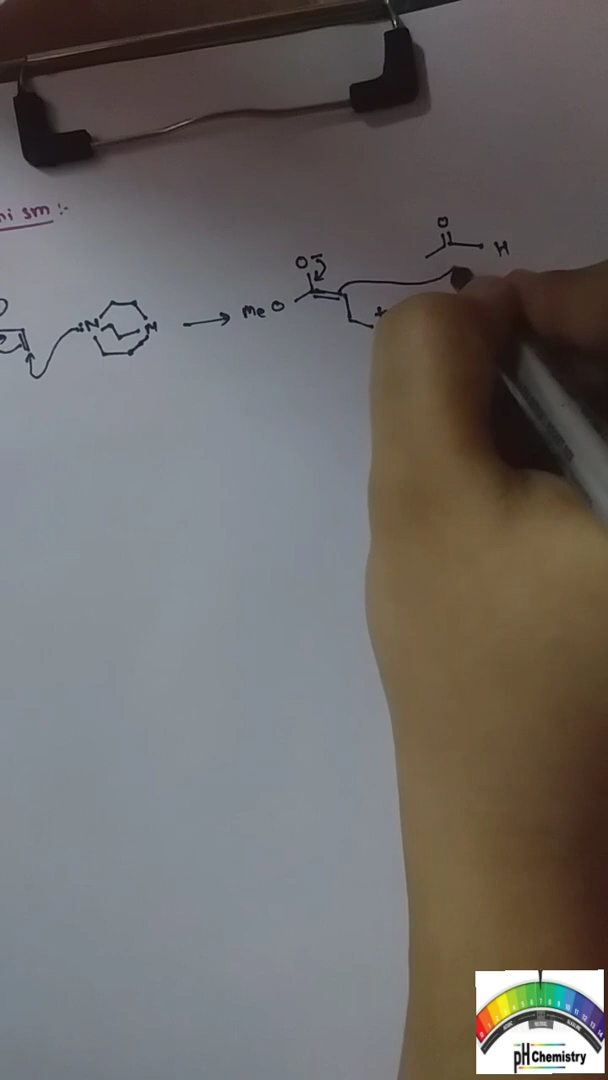 ni sm :-
O
O
H
O-
MeO
+
:N
N
pH Chemistry